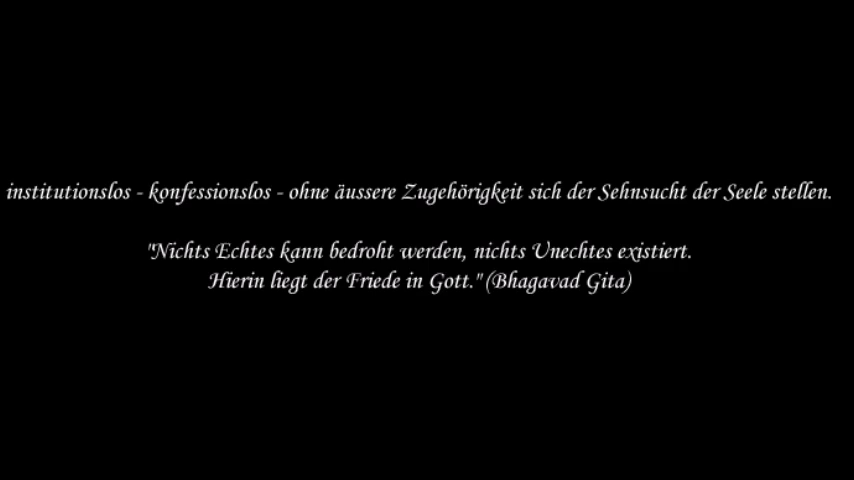 institutionslos - konfessionslos - ohne äussere Zugehörigkeit sich der Sehnsucht der Seele stellen.
"Nichts Echtes kann bedroht werden, nichts Unechtes existiert.
Hierin liegt der Friede in Gott." (Bhagavad Gita)